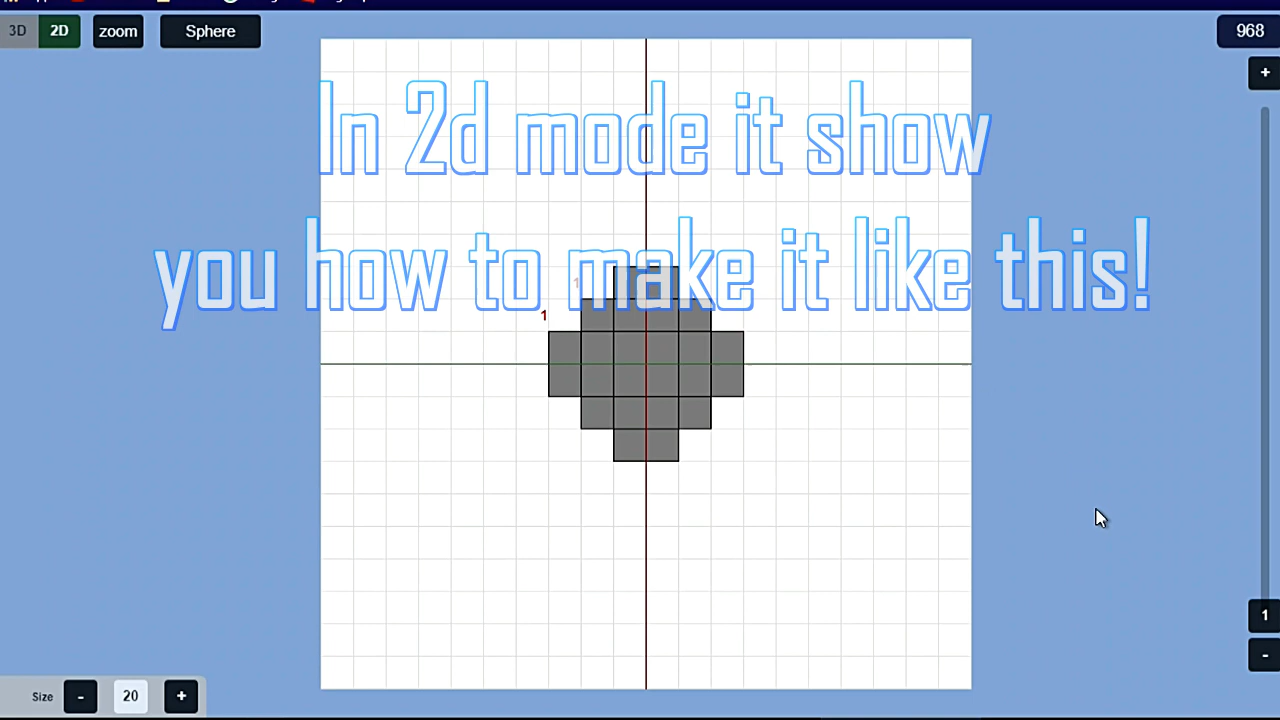 3D 2D zoom Sphere 968
+
In 2d mode it show
you how to make it like this!
1
1
1
-
Size - 20 +